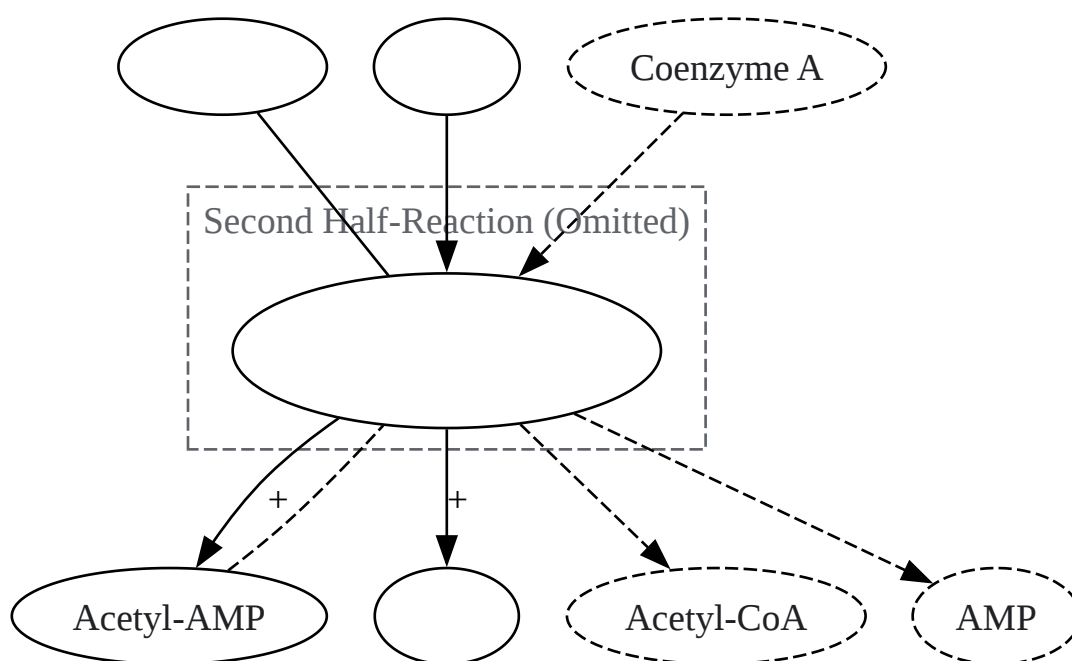 Coenzyme A
Second Half-Reaction (Omitted)
+
+
Acetyl-AMP
Acetyl-CoA
AMP